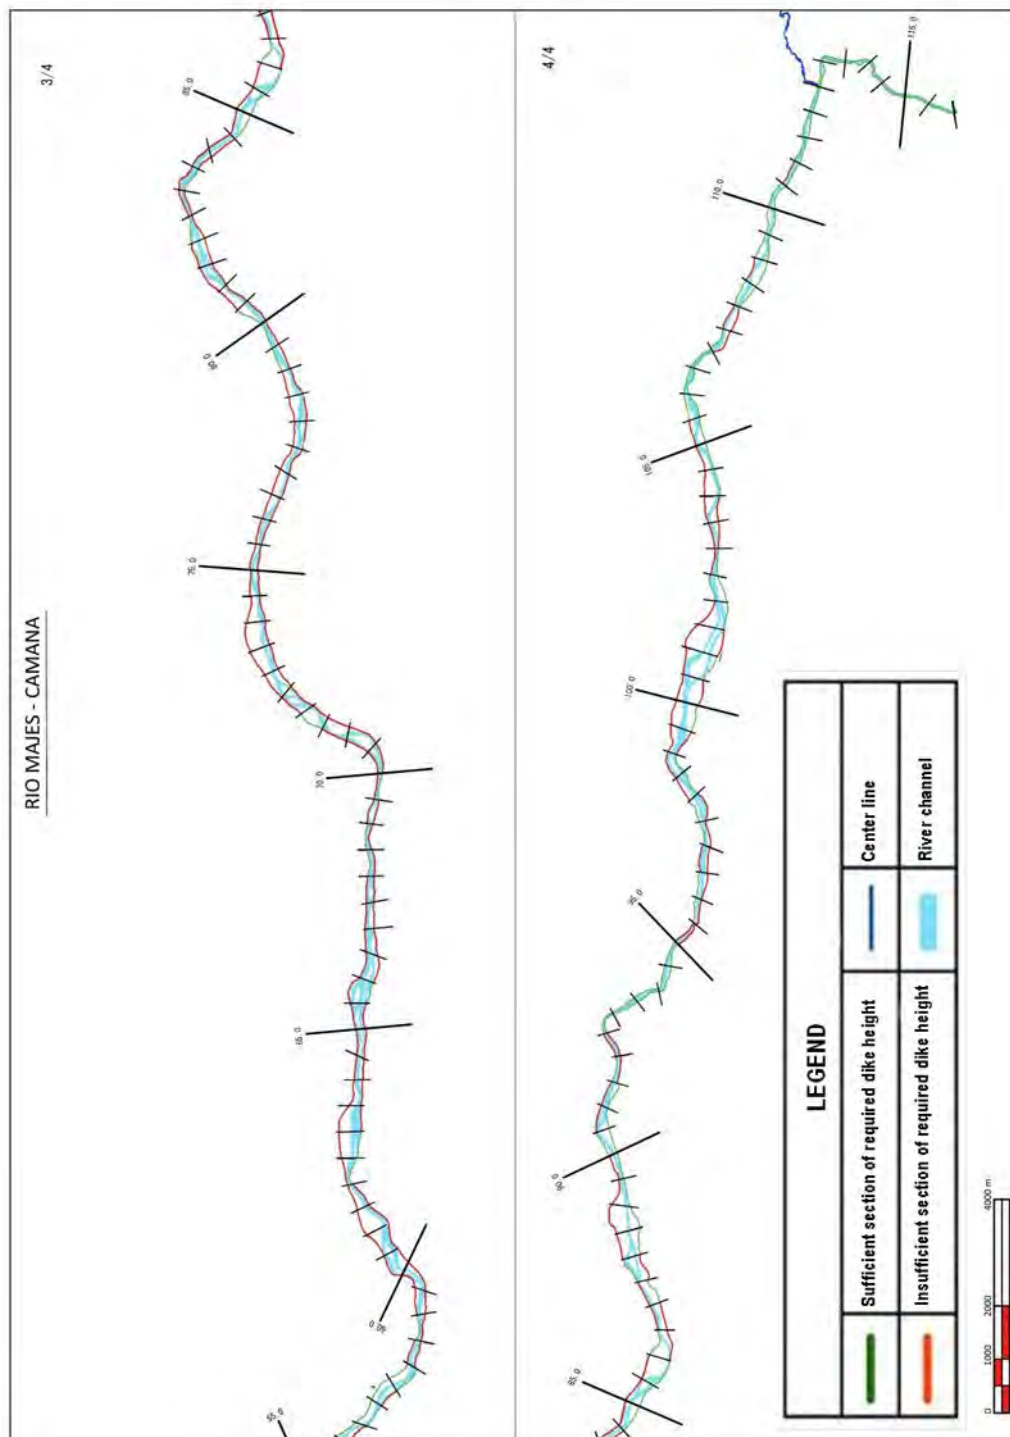 RIO MAJES - CAMANA
3/4
85.0
80.0
75.0
70.0
65.0
60.0
55.0
4/4
115.0
110.0
105.0
100.0
95.0
90.0
85.0
LEGEND
Sufficient section of required dike height
Center line
Insufficient section of required dike height
River channel
0 1000 2000 4000 m